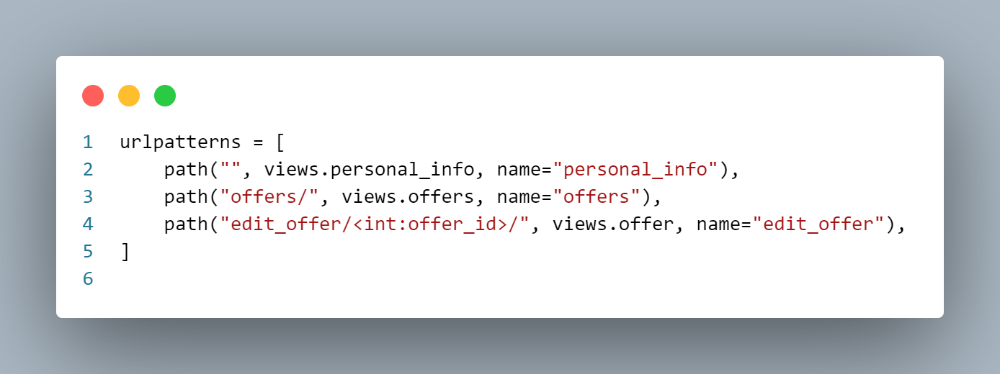 1 urlpatterns = [
2     path("", views.personal_info, name="personal_info"),
3     path("offers/", views.offers, name="offers"),
4     path("edit_offer/<int:offer_id>/", views.offer, name="edit_offer"),
5 ]
6